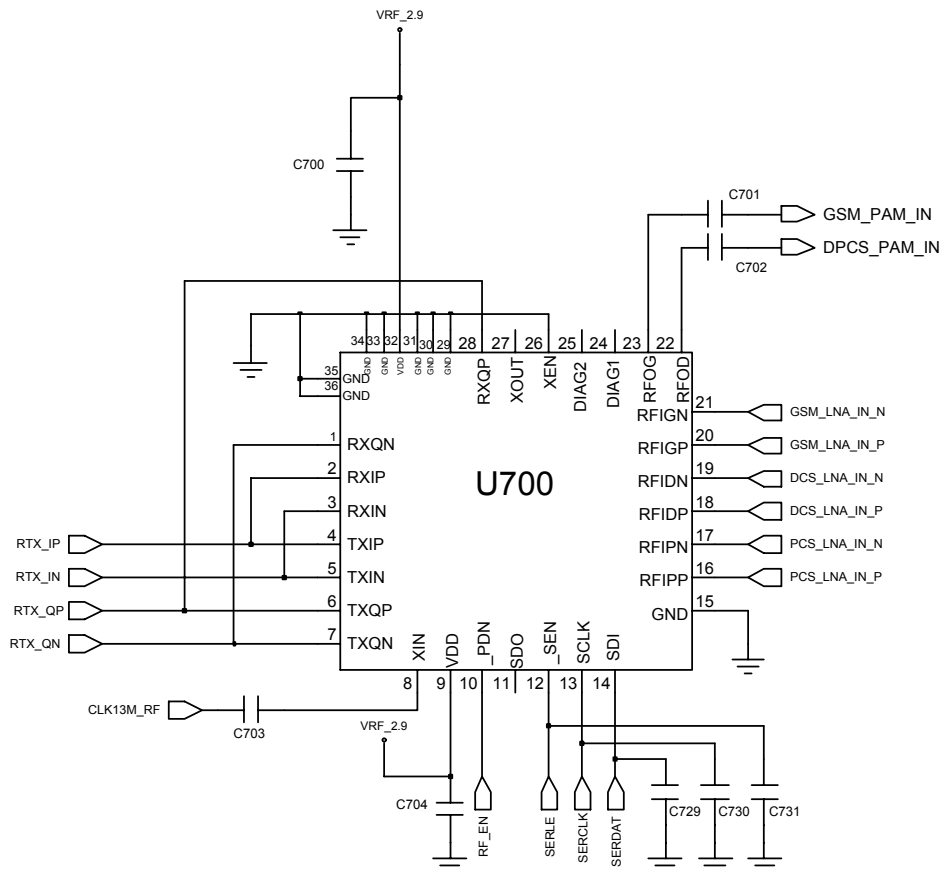 VRF_2.9
C700
C701
GSM_PAM_IN
DPCS_PAM_IN
C702
34 33 32 31 30 29 28 27 26 25 24 23 22
GND GND VDD GND GND GND RXQP XOUT XEN DIAG2 DIAG1 RFOG RFOD
35 GND
36 GND
RFIGN 21 GSM_LNA_IN_N
1 RXQN
RFIGP 20 GSM_LNA_IN_P
2 RXIP
RFIDN 19 DCS_LNA_IN_N
U700
3 RXIN
RFIDP 18 DCS_LNA_IN_P
RTX_IP 4 TXIP
RFIPN 17 PCS_LNA_IN_N
RTX_IN 5 TXIN
RFIPP 16 PCS_LNA_IN_P
RTX_QP 6 TXQP
GND 15
RTX_QN 7 TXQN
XIN VDD _PDN SDO _SEN SCLK SDI
8 9 10 11 12 13 14
CLK13M_RF
C703
VRF_2.9
C704
RF_EN
SERLE
SERCLK
SERDAT
C729
C730
C731